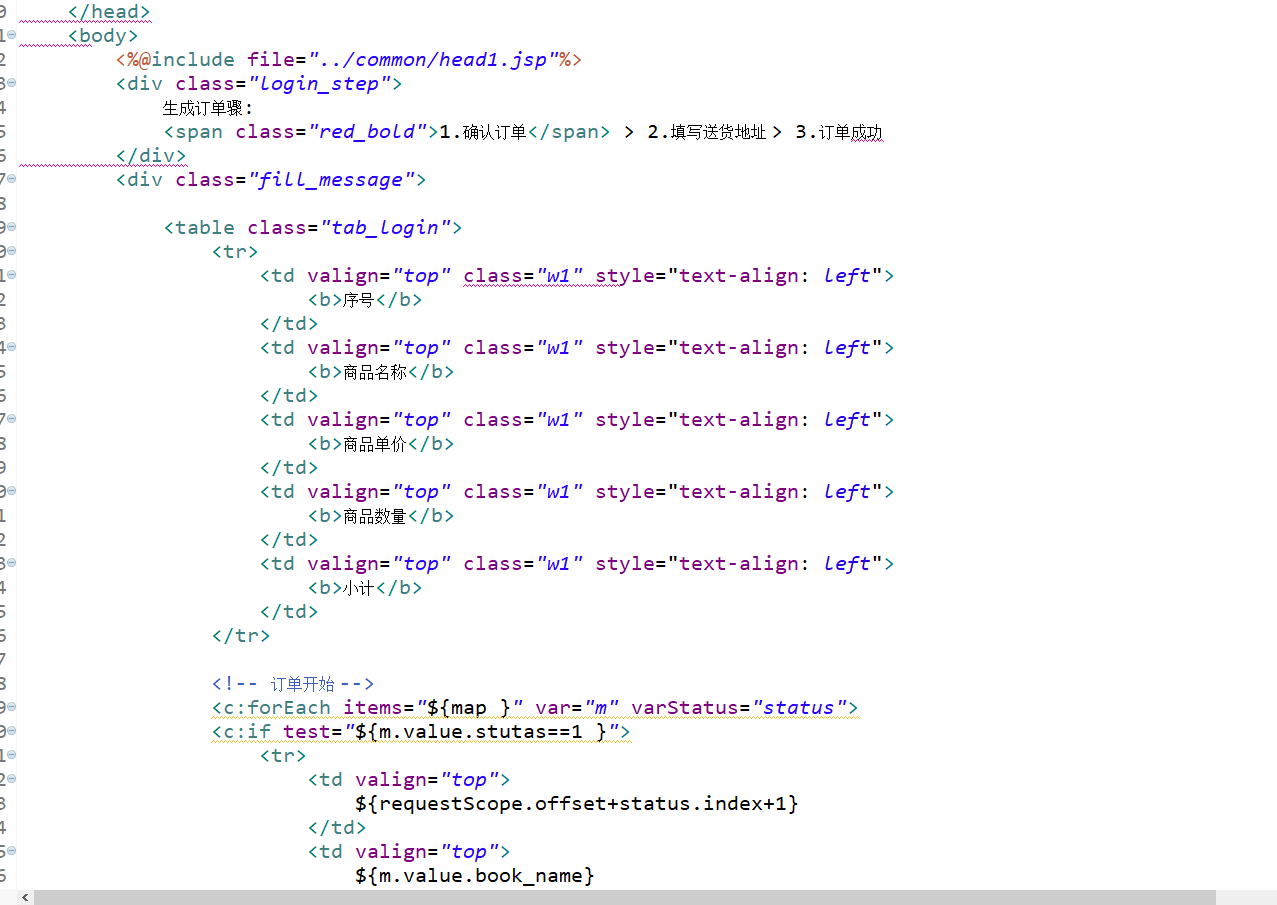 0 </head>
1 <body>
2 <%@include file="../common/head1.jsp"%>
3 <div class="login_step">
4 生成订单骤:
5 <span class="red_bold">1.确认订单</span> > 2.填写送货地址 > 3.订单成功
6 </div>
7 <div class="fill_message">
8
9 <table class="tab_login">
0 <tr>
1 <td valign="top" class="w1" style="text-align: left">
2 <b>序号</b>
3 </td>
4 <td valign="top" class="w1" style="text-align: left">
5 <b>商品名称</b>
6 </td>
7 <td valign="top" class="w1" style="text-align: left">
8 <b>商品单价</b>
9 </td>
0 <td valign="top" class="w1" style="text-align: left">
1 <b>商品数量</b>
2 </td>
3 <td valign="top" class="w1" style="text-align: left">
4 <b>小计</b>
5 </td>
6 </tr>
7
8 <!-- 订单开始 -->
9 <c:forEach items="${map }" var="m" varStatus="status">
0 <c:if test="${m.value.stutas==1 }">
1 <tr>
2 <td valign="top">
3 ${requestScope.offset+status.index+1}
4 </td>
5 <td valign="top">
6 ${m.value.book_name}